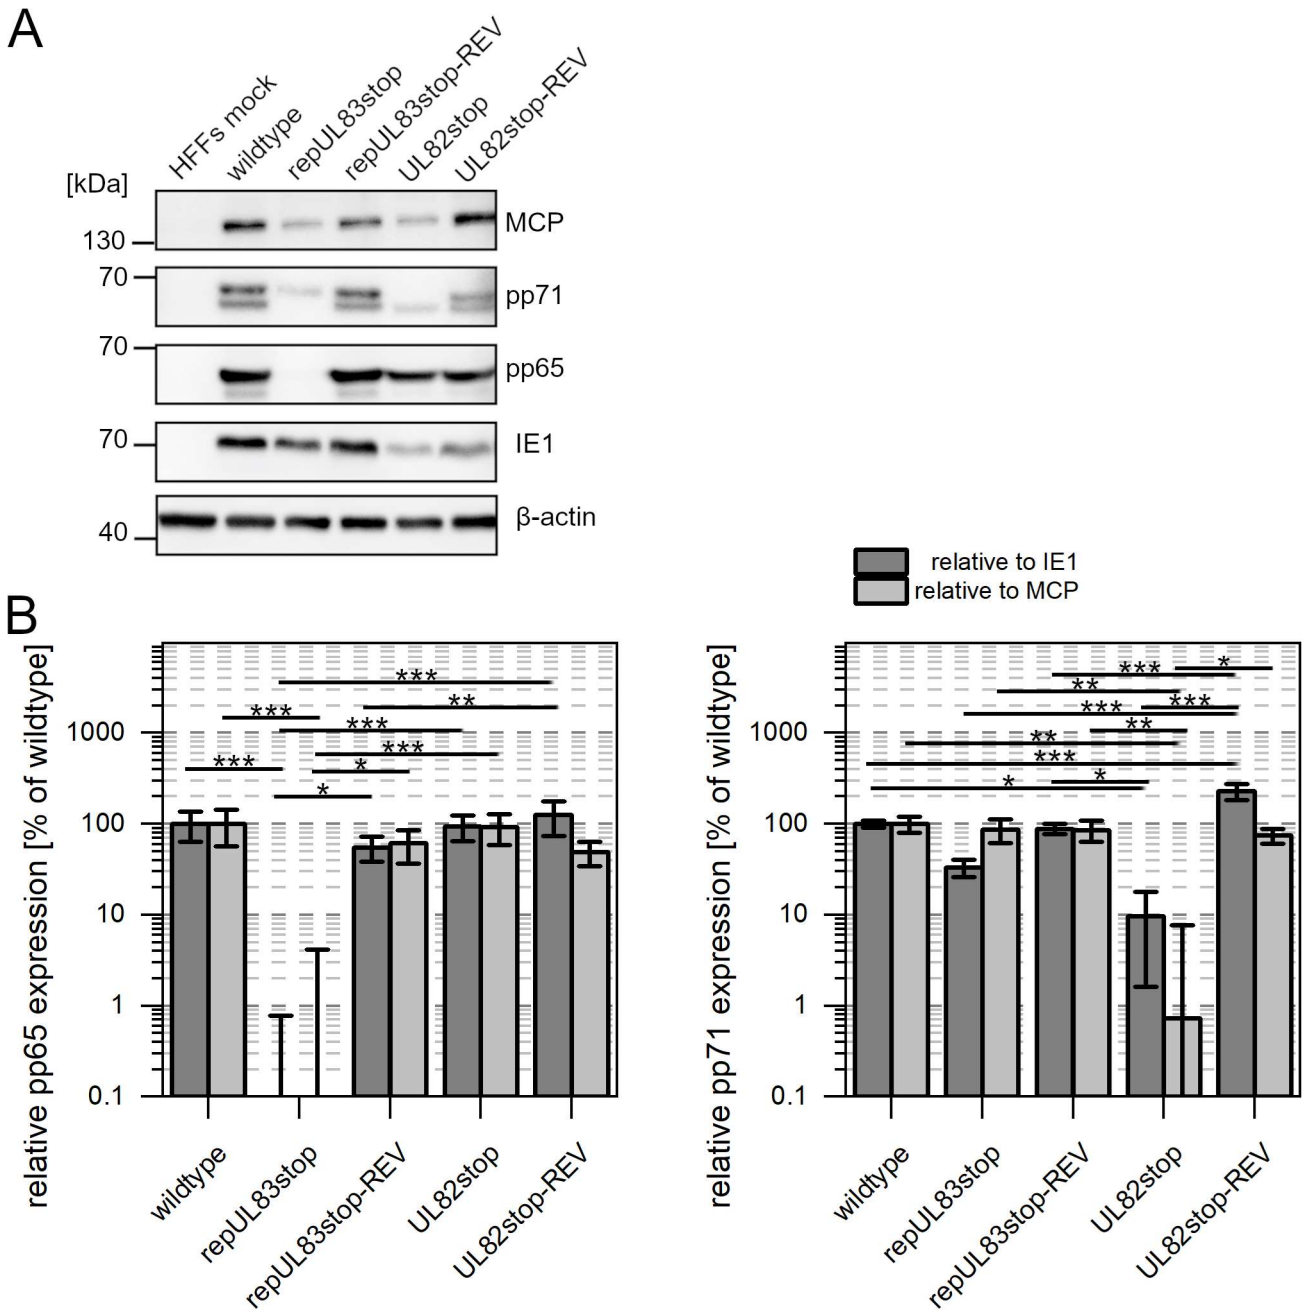 A
HFFs mock
wildtype
repUL83stop
repUL83stop-REV
UL82stop
UL82stop-REV
[kDa]
130
MCP
70
pp71
70
pp65
70
IE1
40
β-actin
relative to IE1
relative to MCP
B
relative pp65 expression [% of wildtype]
1000
100
10
1
0.1
***
**
***
***
***
***
*
*
wildtype
repUL83stop
repUL83stop-REV
UL82stop
UL82stop-REV
relative pp71 expression [% of wildtype]
1000
100
10
1
0.1
*
***
**
***
***
**
**
***
*
*
wildtype
repUL83stop
repUL83stop-REV
UL82stop
UL82stop-REV